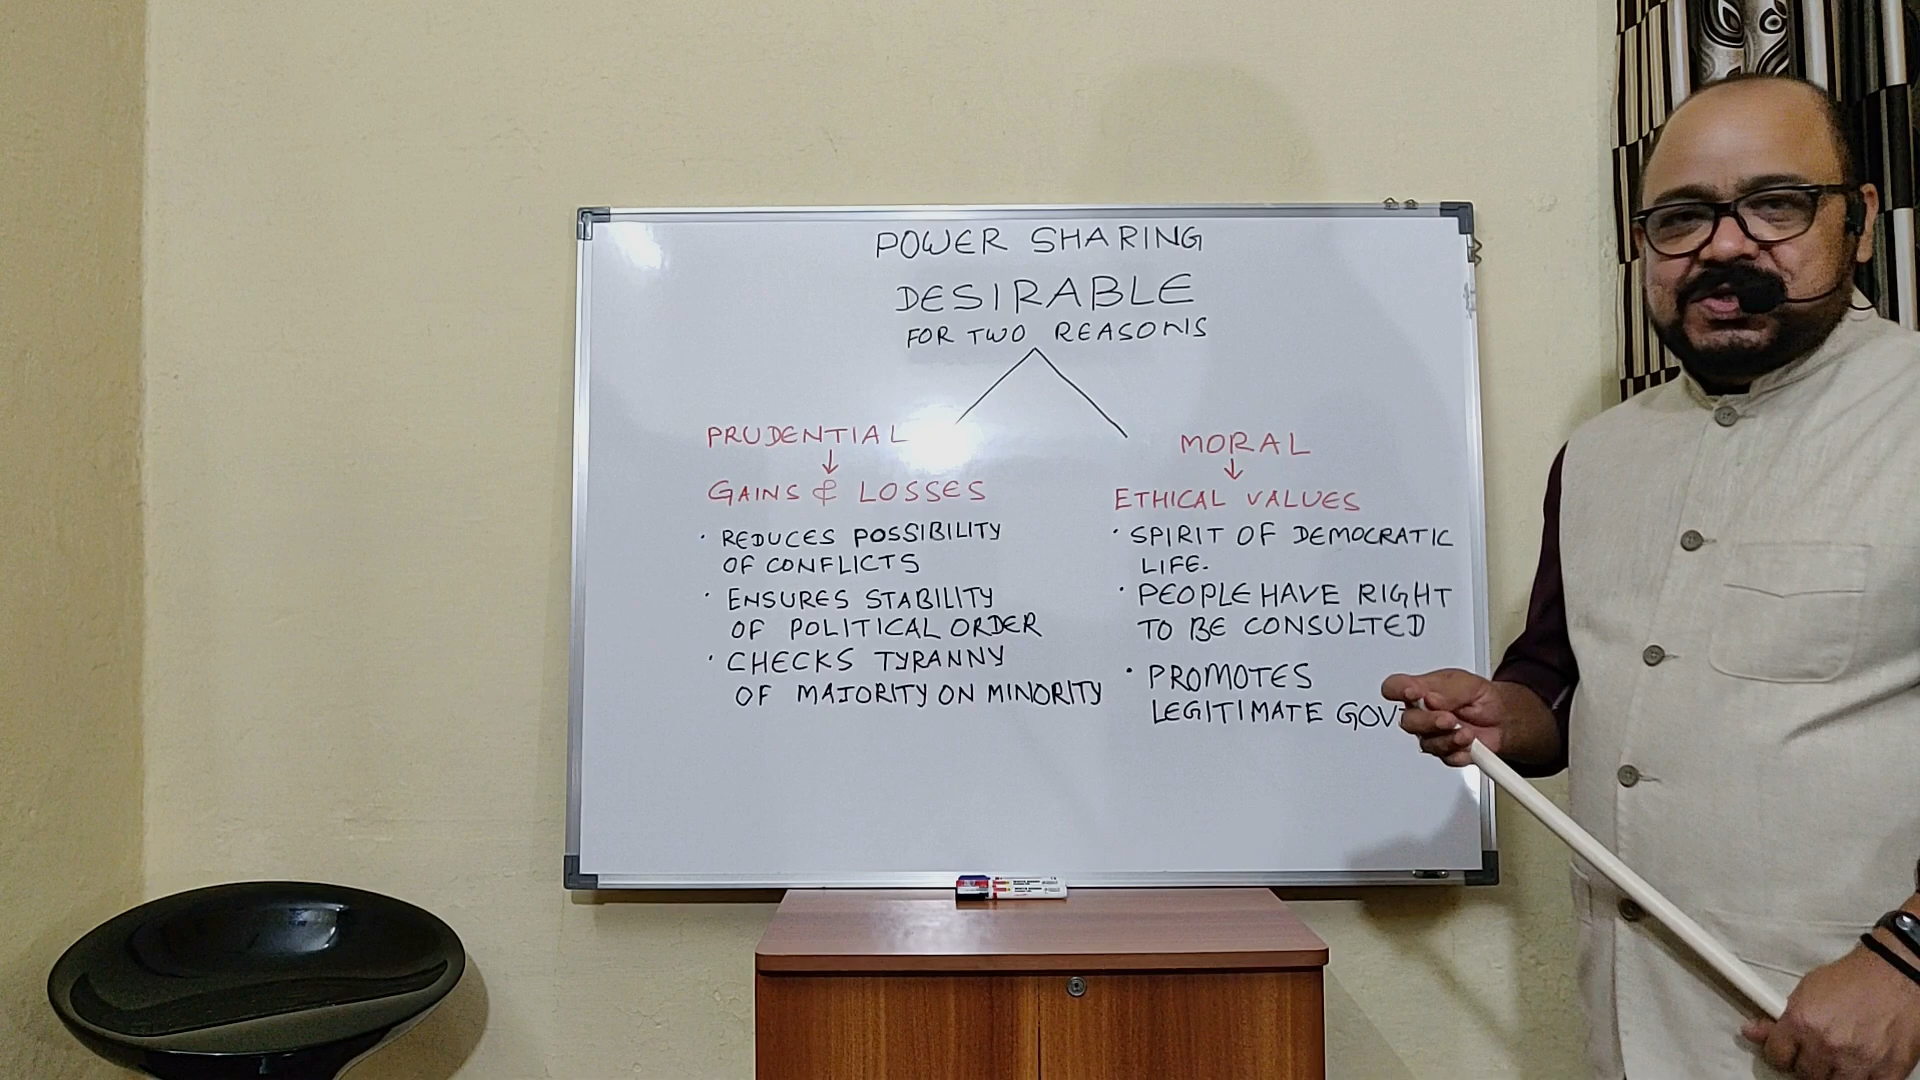 POWER SHARING
DESIRABLE
FOR TWO REASONS
PRUDENTIAL
↓
GAINS & LOSSES
· REDUCES POSSIBILITY
OF CONFLICTS
· ENSURES STABILITY
OF POLITICAL ORDER
· CHECKS TYRANNY
OF MAJORITY ON MINORITY
MORAL
↓
ETHICAL VALUES
· SPIRIT OF DEMOCRATIC
LIFE.
· PEOPLE HAVE RIGHT
TO BE CONSULTED
· PROMOTES
LEGITIMATE GOVT